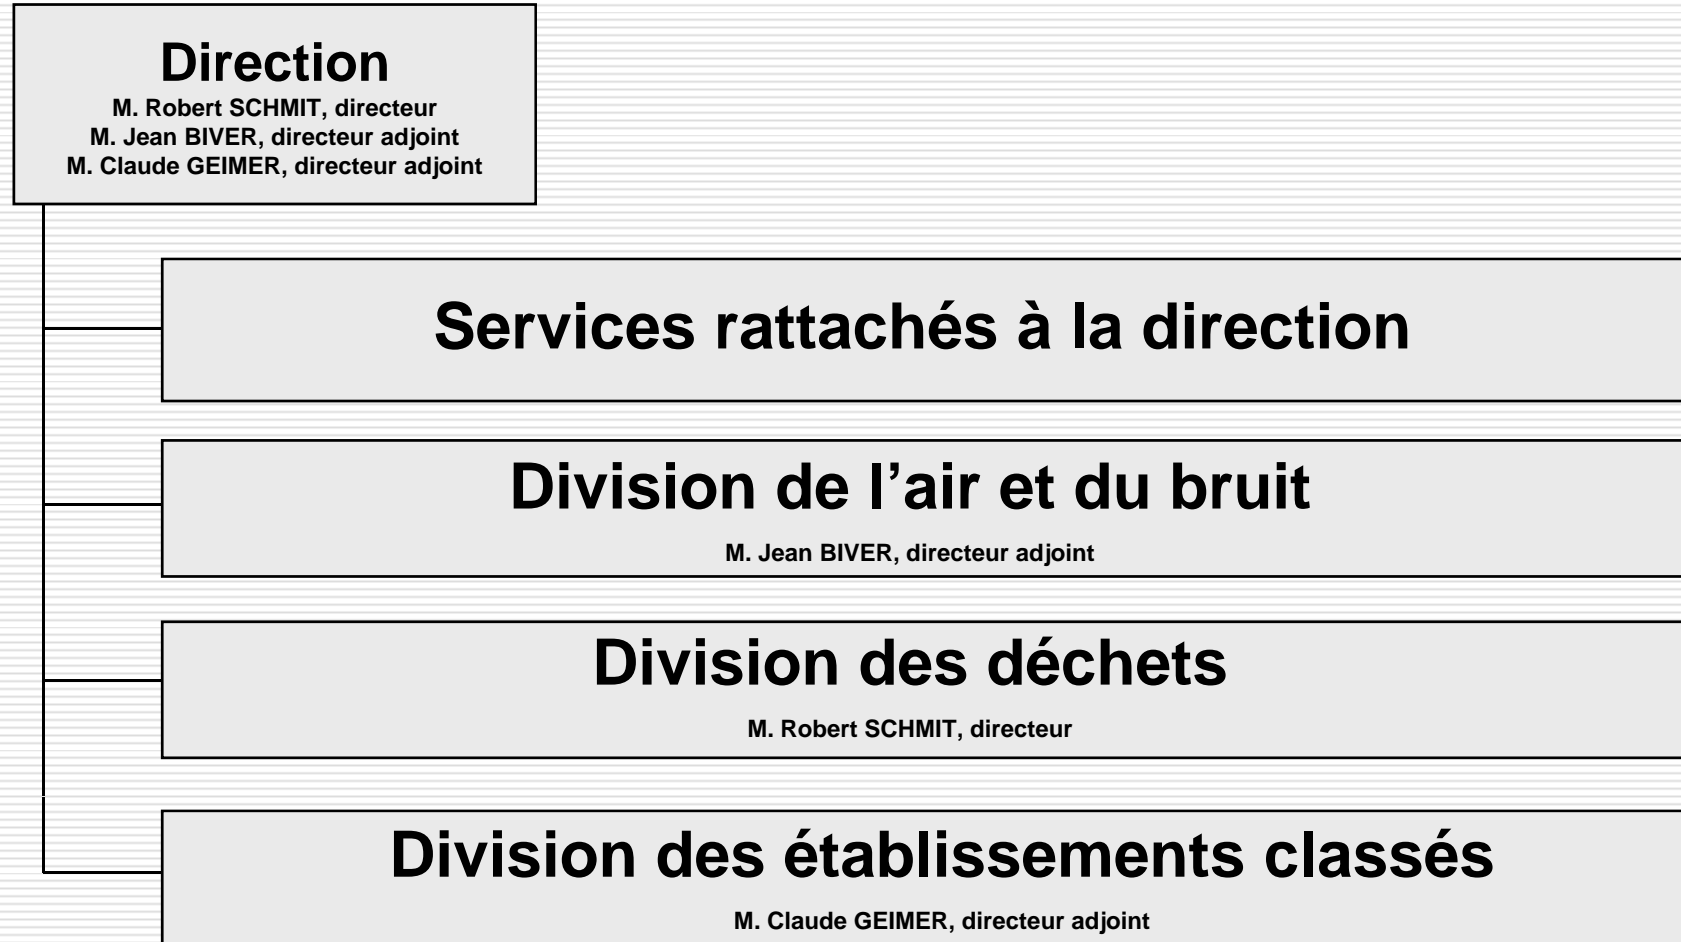 Direction
M. Robert SCHMIT, directeur
M. Jean BIVER, directeur adjoint
M. Claude GEIMER, directeur adjoint
Services rattachés à la direction
Division de l’air et du bruit
M. Jean BIVER, directeur adjoint
Division des déchets
M. Robert SCHMIT, directeur
Division des établissements classés
M. Claude GEIMER, directeur adjoint